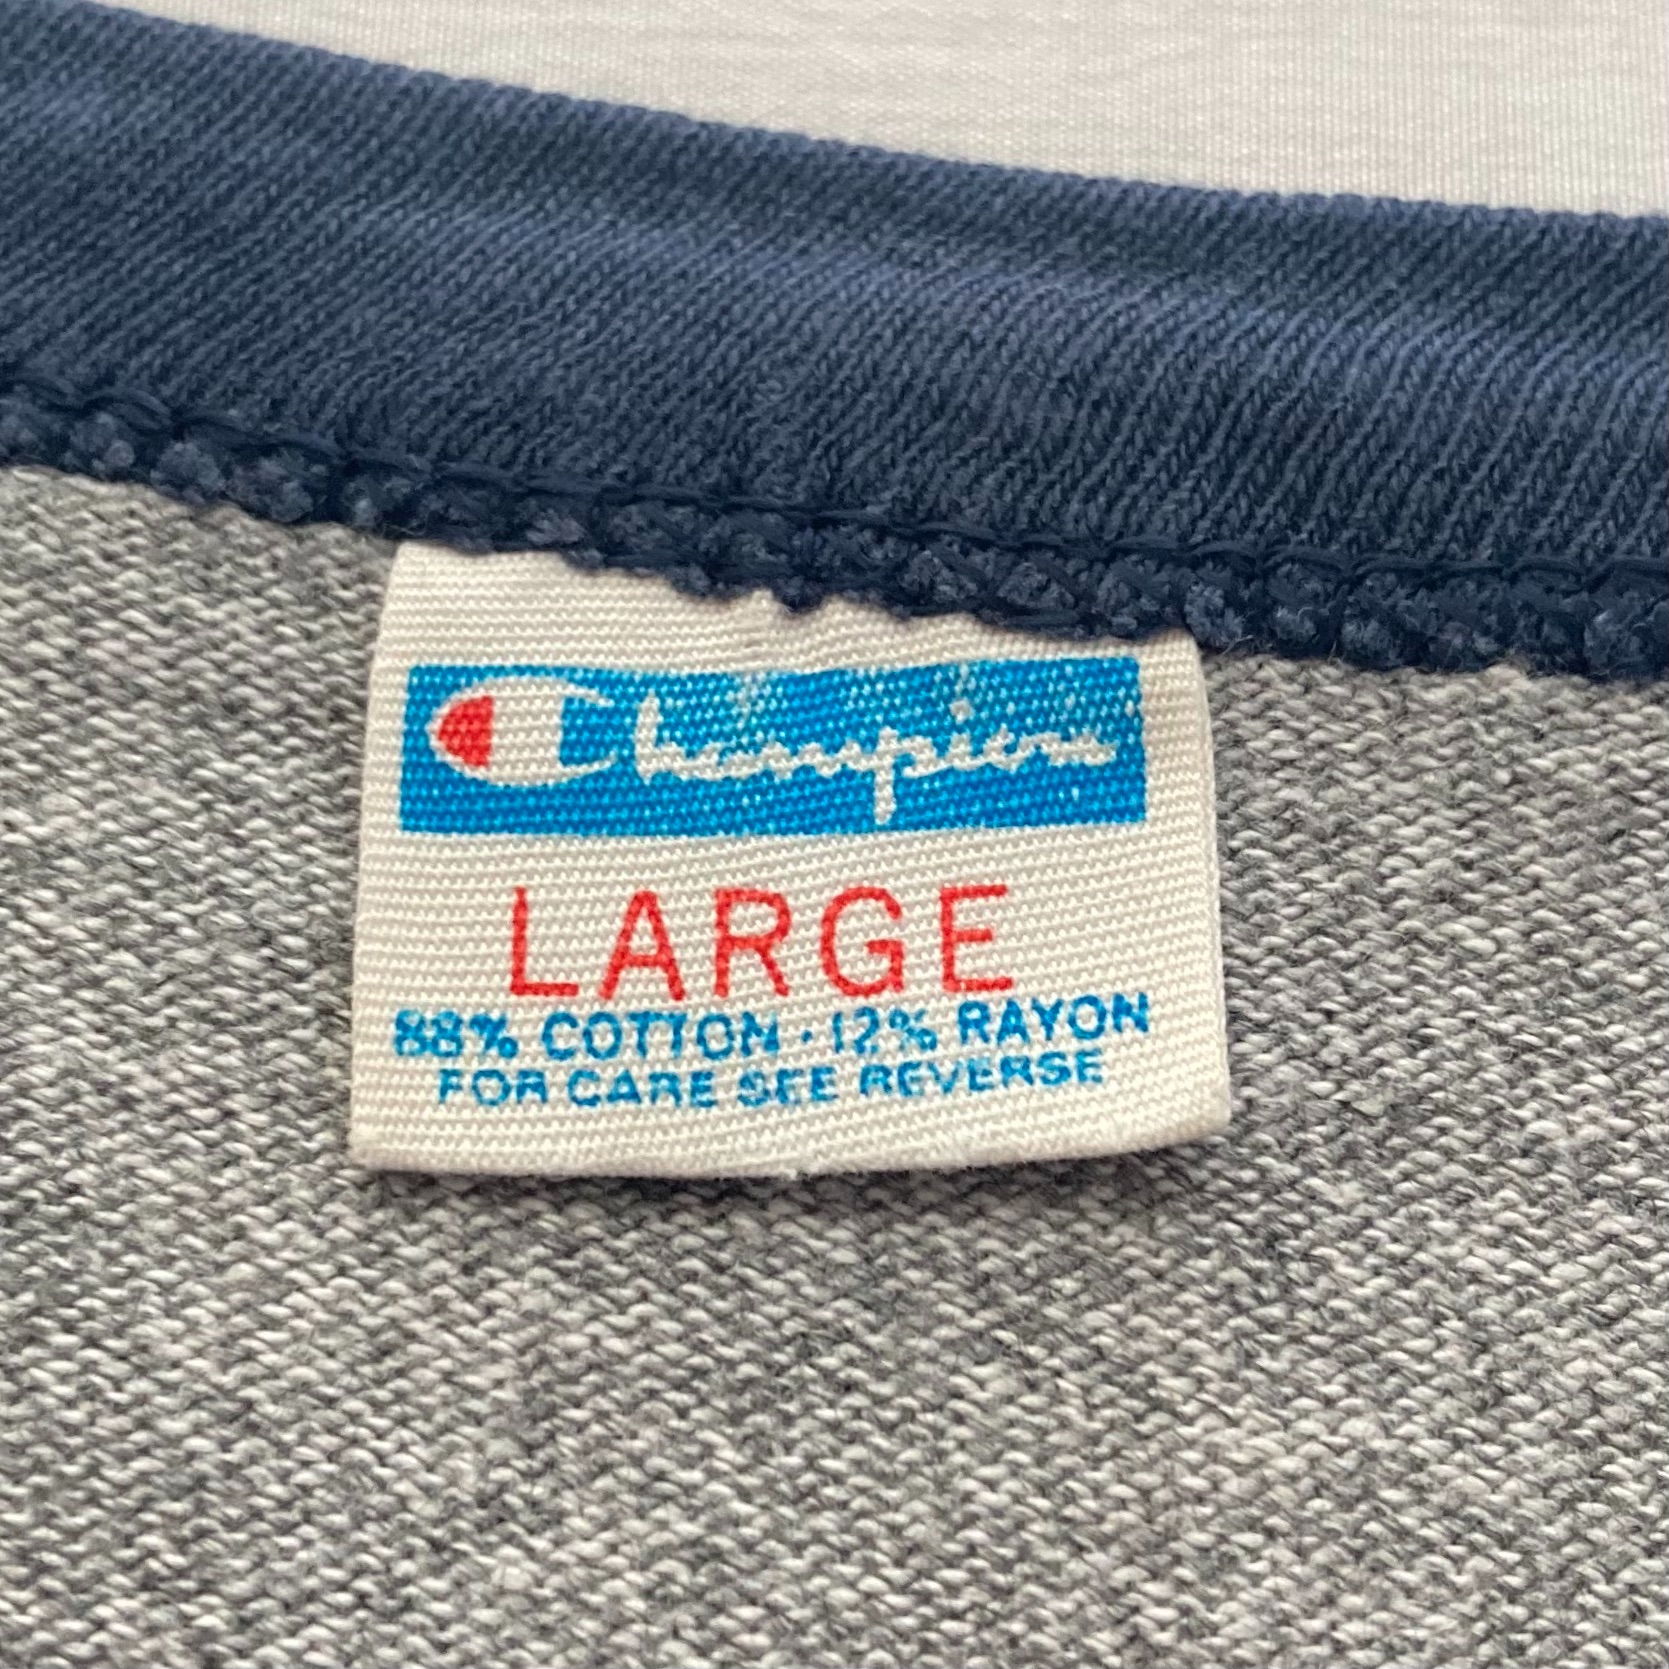 Champion
LARGE
88% COTTON · 12% RAYON
FOR CARE SEE REVERSE